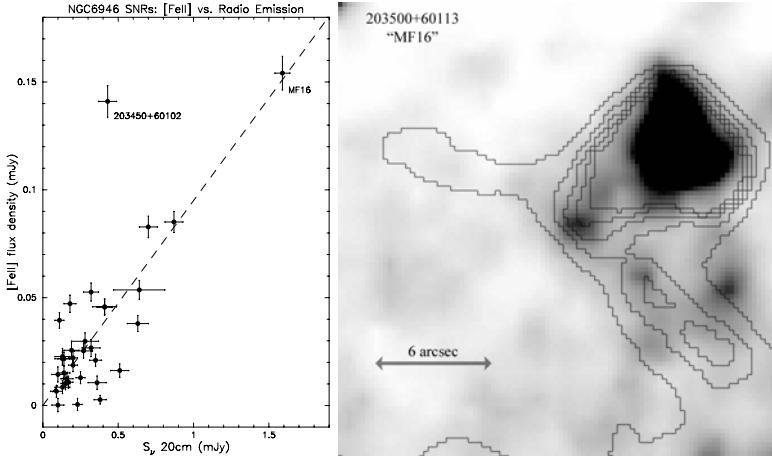 NGC6946 SNRs: [FeII] vs. Radio Emission
[FeII] flux density (mJy)
0.15
0.1
0.05
0
MF16
203450+60102
0
0.5
1
1.5
Sν 20cm (mJy)
203500+60113
“MF16”
6 arcsec